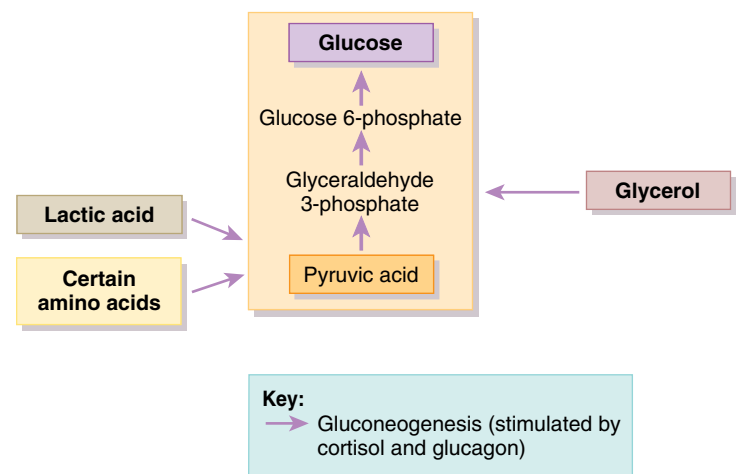 Glucose
Glucose 6-phosphate
Glyceraldehyde
3-phosphate
Glycerol
Lactic acid
Certain
amino acids
Pyruvic acid
Key:
Gluconeogenesis (stimulated by
cortisol and glucagon)